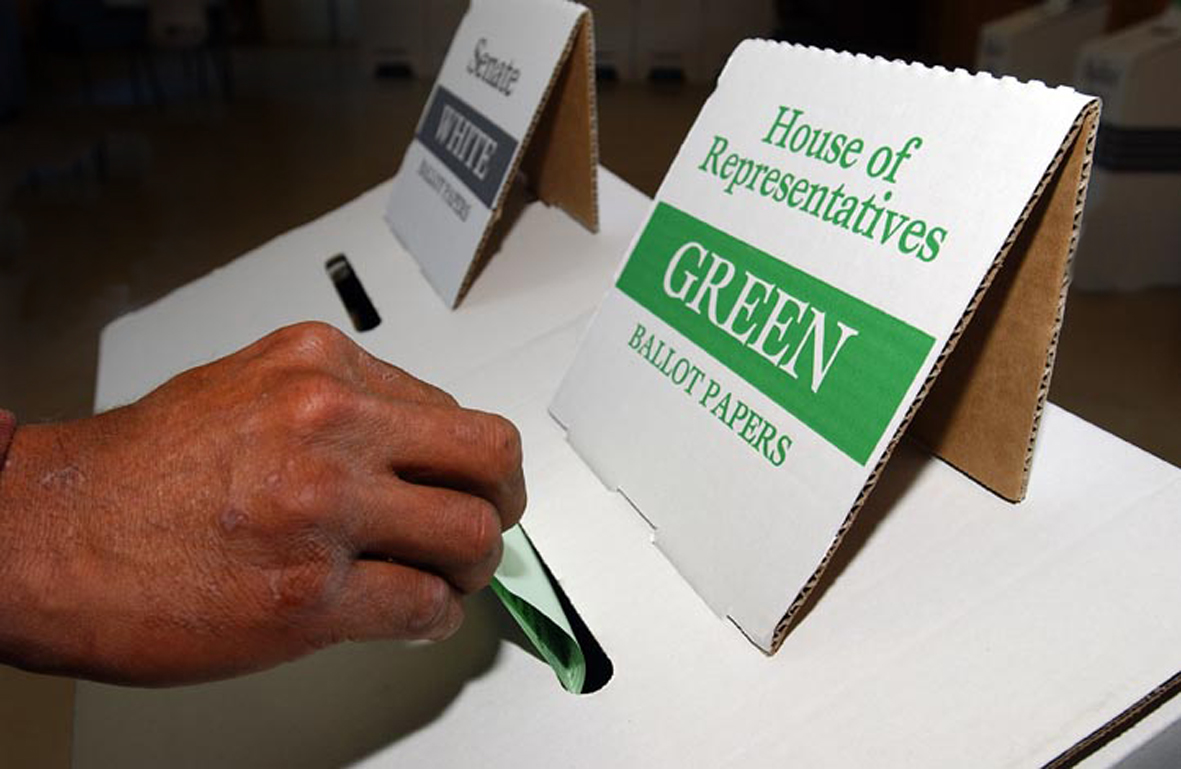 Senate
WHITE
BALLOT PAPERS
House of
Representatives
GREEN
BALLOT PAPERS